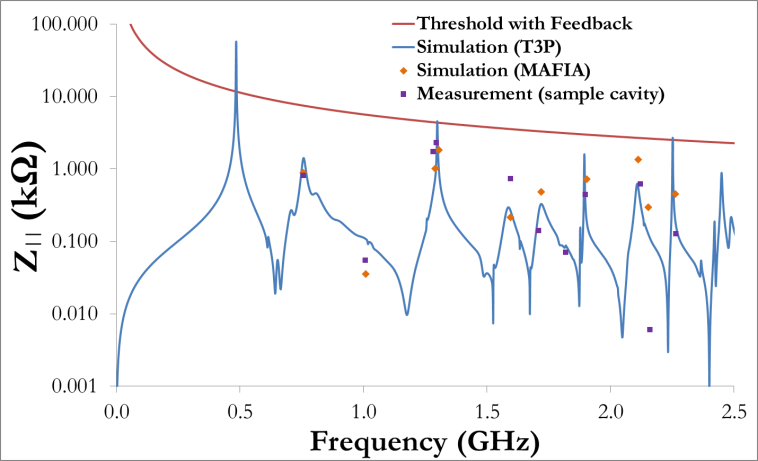 100.000
10.000
1.000
0.100
0.010
0.001
Z|| (kΩ)
Threshold with Feedback
Simulation (T3P)
Simulation (MAFIA)
Measurement (sample cavity)
0.0 0.5 1.0 1.5 2.0 2.5
Frequency (GHz)